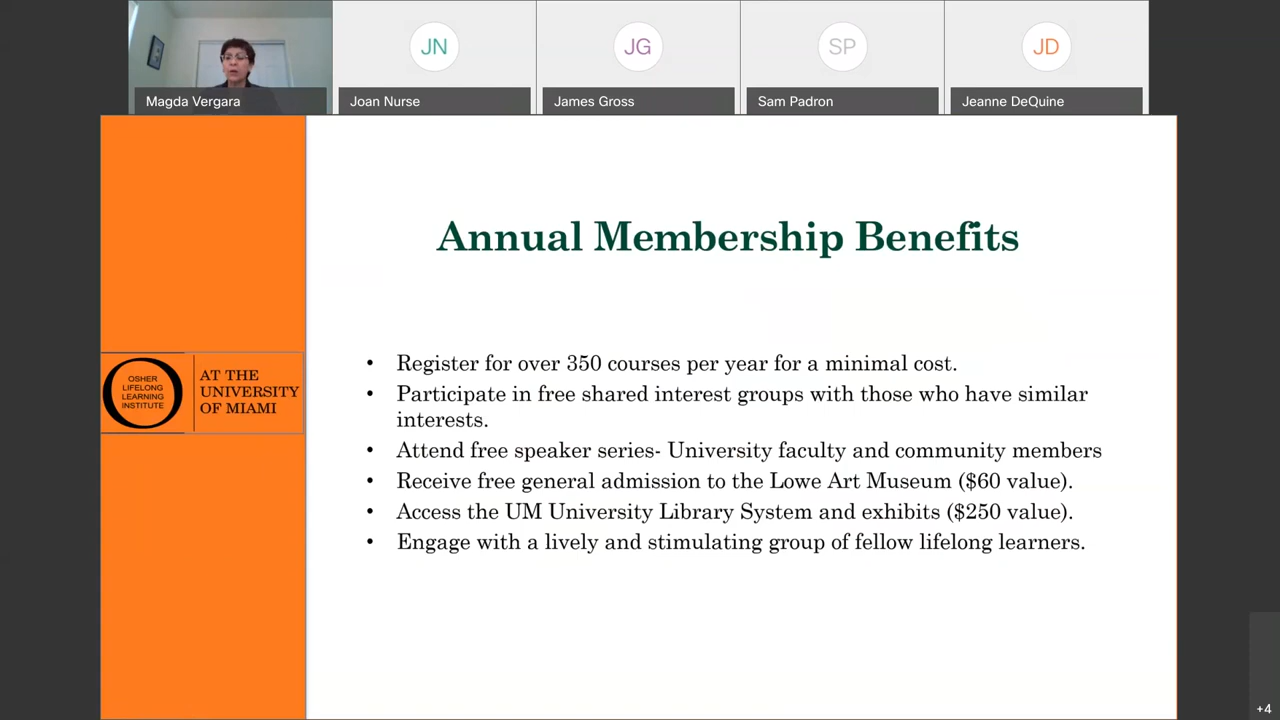 JN
JG
SP
JD
Magda Vergara
Joan Nurse
James Gross
Sam Padron
Jeanne DeQuine
Annual Membership Benefits
OSHER
LIFELONG
LEARNING
INSTITUTE
AT THE
UNIVERSITY
OF MIAMI
• Register for over 350 courses per year for a minimal cost.
• Participate in free shared interest groups with those who have similar
interests.
• Attend free speaker series- University faculty and community members
• Receive free general admission to the Lowe Art Museum ($60 value).
• Access the UM University Library System and exhibits ($250 value).
• Engage with a lively and stimulating group of fellow lifelong learners.
+4